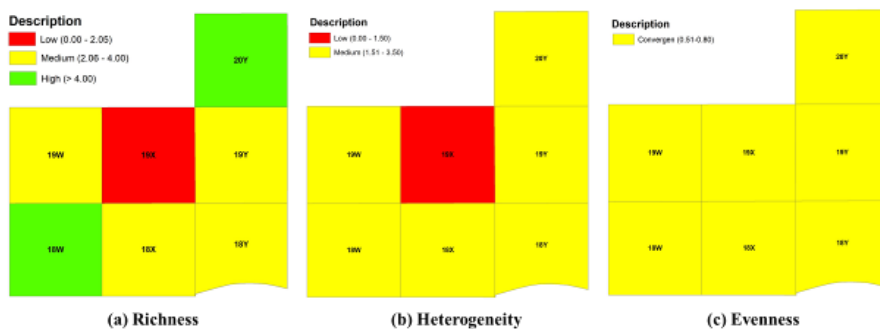 Description
Low (0.00 - 2.05)
Medium (2.06 - 4.00)
High (> 4.00)
20Y
19W
19X
19Y
18W
18X
18Y
(a) Richness
Description
Low (0.00 - 1.50)
Medium (1.51 - 3.50)
20Y
19W
19X
19Y
18W
18X
18Y
(b) Heterogeneity
Description
Convergen (0.51-0.80)
20Y
19W
19X
19Y
18W
18X
18Y
(c) Evenness